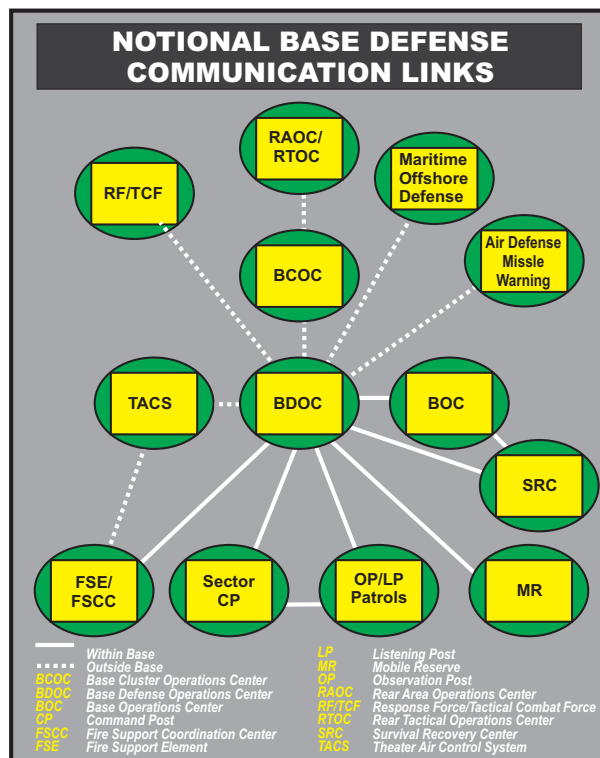 NOTIONAL BASE DEFENSE
COMMUNICATION LINKS
RAOC/
RTOC
Maritime
Offshore
Defense
RF/TCF
Air Defense
Missle
Warning
BCOC
TACS
BDOC
BOC
SRC
FSE/
FSCC
Sector
CP
OP/LP
Patrols
MR
Within Base
Outside Base
BCOC Base Cluster Operations Center
BDOC Base Defense Operations Center
BOC Base Operations Center
CP Command Post
FSCC Fire Support Coordination Center
FSE Fire Support Element
LP Listening Post
MR Mobile Reserve
OP Observation Post
RAOC Rear Area Operations Center
RF/TCF Response Force/Tactical Combat Force
RTOC Rear Tactical Operations Center
SRC Survival Recovery Center
TACS Theater Air Control System